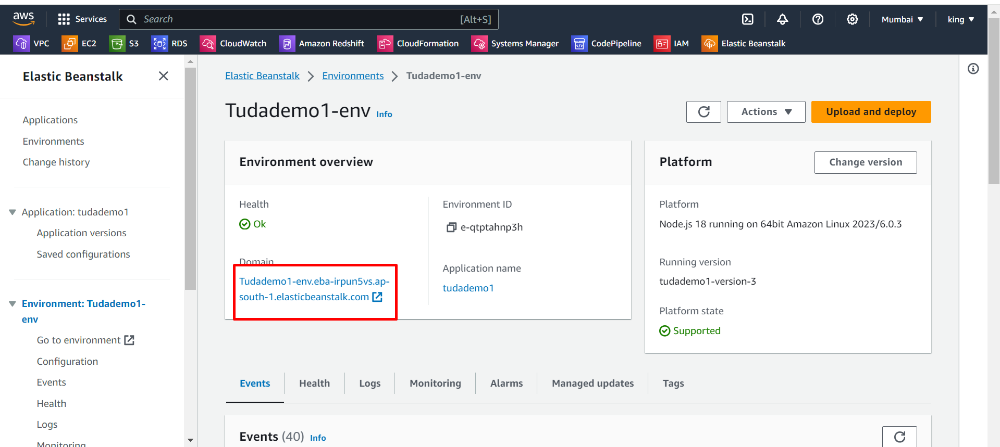 aws
Services
Search
[Alt+S]
Mumbai
king
VPC
EC2
S3
RDS
CloudWatch
Amazon Redshift
CloudFormation
Systems Manager
CodePipeline
IAM
Elastic Beanstalk
Elastic Beanstalk
Applications
Environments
Change history
Application: tudademo1
Application versions
Saved configurations
Environment: Tudademo1-
env
Go to environment
Configuration
Events
Health
Logs
Monitoring
Elastic Beanstalk
Environments
Tudademo1-env
Tudademo1-env Info
Actions
Upload and deploy
Environment overview
Health
Ok
Domain
Tudademo1-env.eba-irpun5vs.ap-
south-1.elasticbeanstalk.com
Environment ID
e-qtptahnp3h
Application name
tudademo1
Platform
Change version
Platform
Node.js 18 running on 64bit Amazon Linux 2023/6.0.3
Running version
tudademo1-version-3
Platform state
Supported
Events
Health
Logs
Monitoring
Alarms
Managed updates
Tags
Events (40) Info